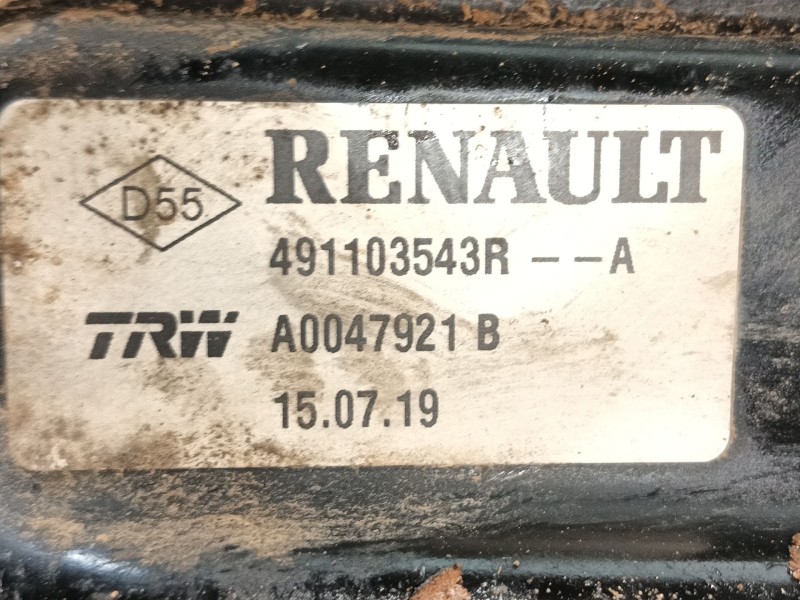 RENAULT
D55
491103543R -- A
TRW A0047921 B
15.07.19